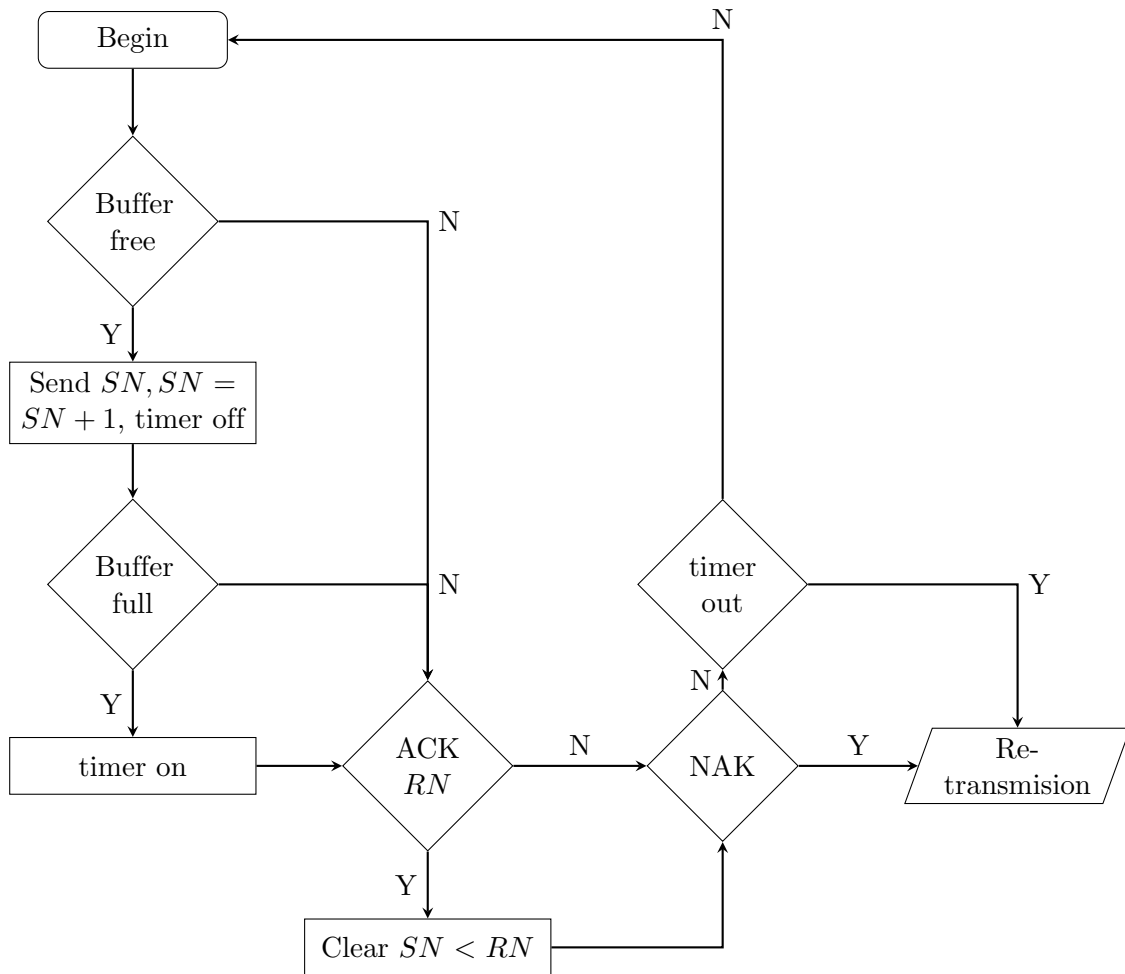 Begin
N
Buffer
free
N
Y
Send SN, SN =
SN + 1, timer off
Buffer
full
N
timer
out
Y
Y
N
timer on
ACK
RN
N
NAK
Y
Re-
transmision
Y
Clear SN < RN